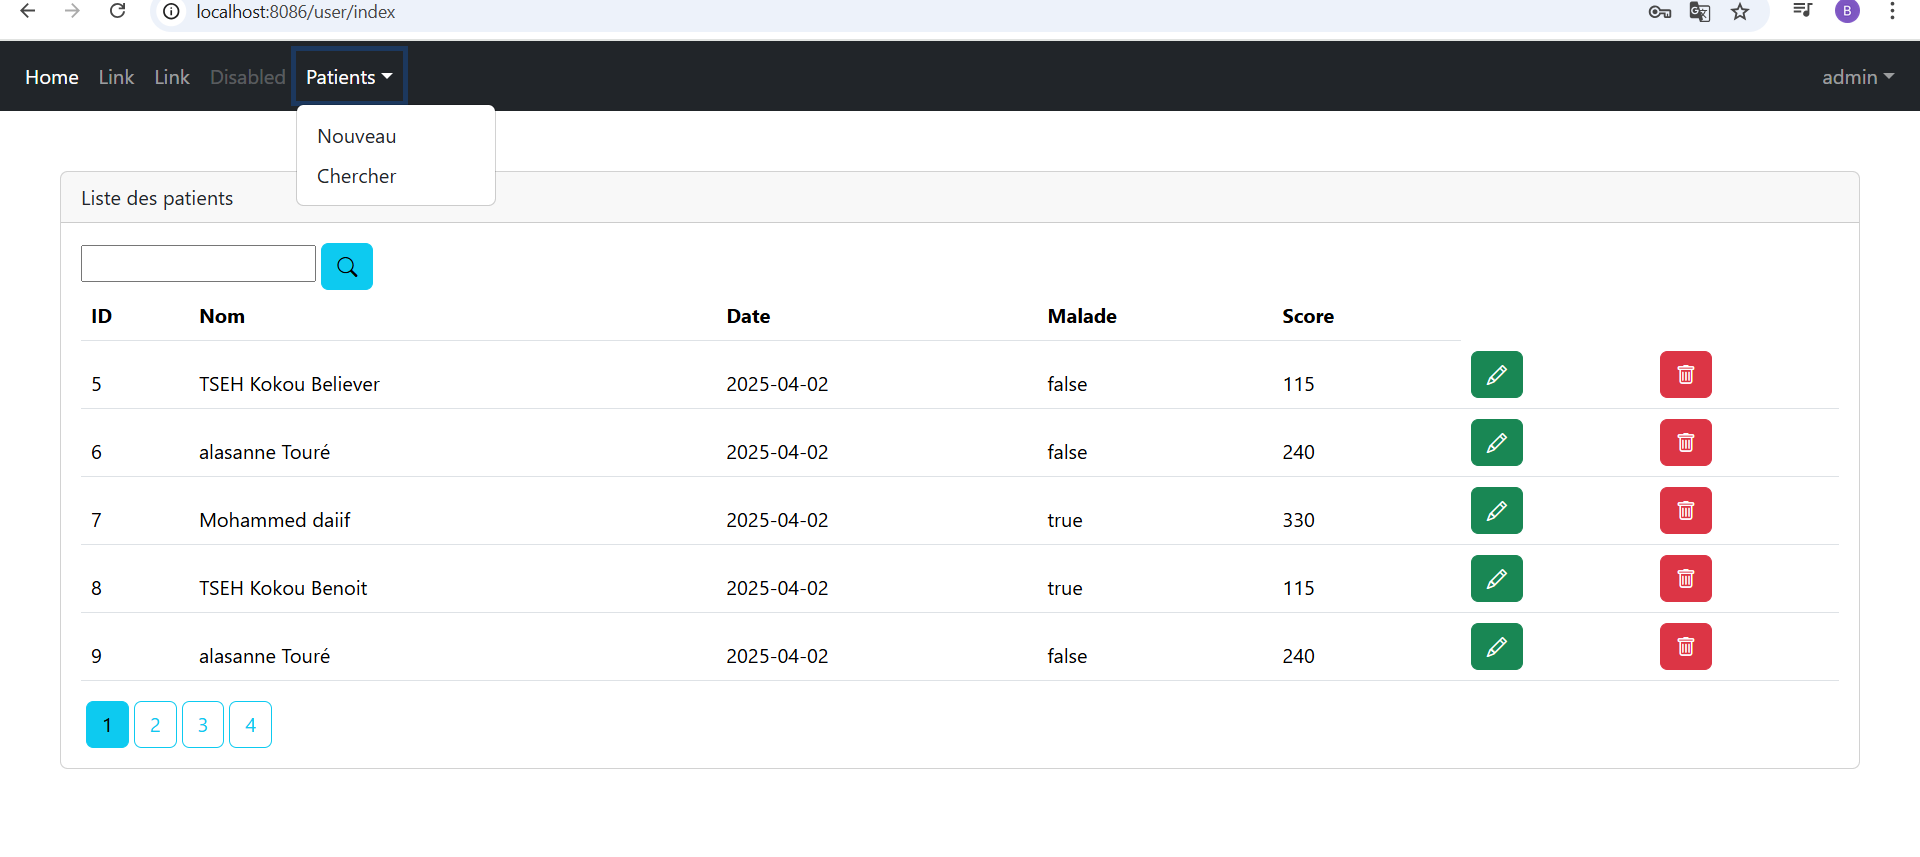 localhost:8086/user/index
B
Home Link Link Disabled Patients admin
Nouveau
Chercher
Liste des patients
ID Nom Date Malade Score
5 TSEH Kokou Believer 2025-04-02 false 115
6 alasanne Touré 2025-04-02 false 240
7 Mohammed daiif 2025-04-02 true 330
8 TSEH Kokou Benoit 2025-04-02 true 115
9 alasanne Touré 2025-04-02 false 240
1 2 3 4